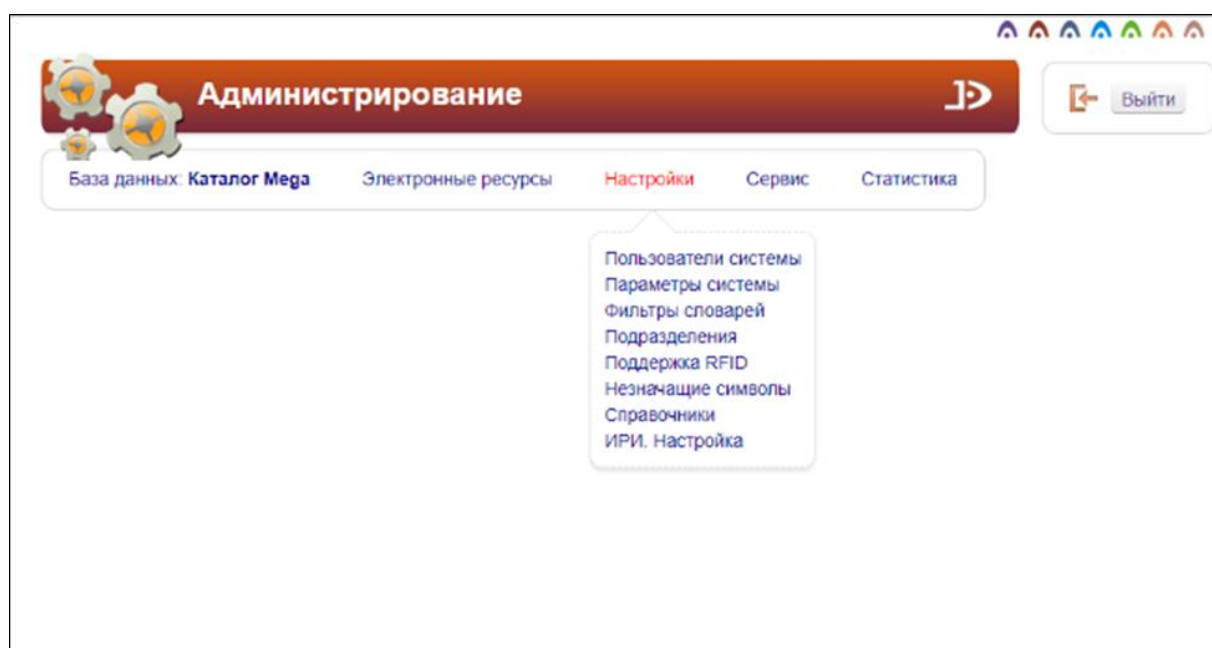 Администрирование
Выйти
База данных: Каталог Mega Электронные ресурсы Настройки Сервис Статистика
Пользователи системы
Параметры системы
Фильтры словарей
Подразделения
Поддержка RFID
Незначащие символы
Справочники
ИРИ. Настройка